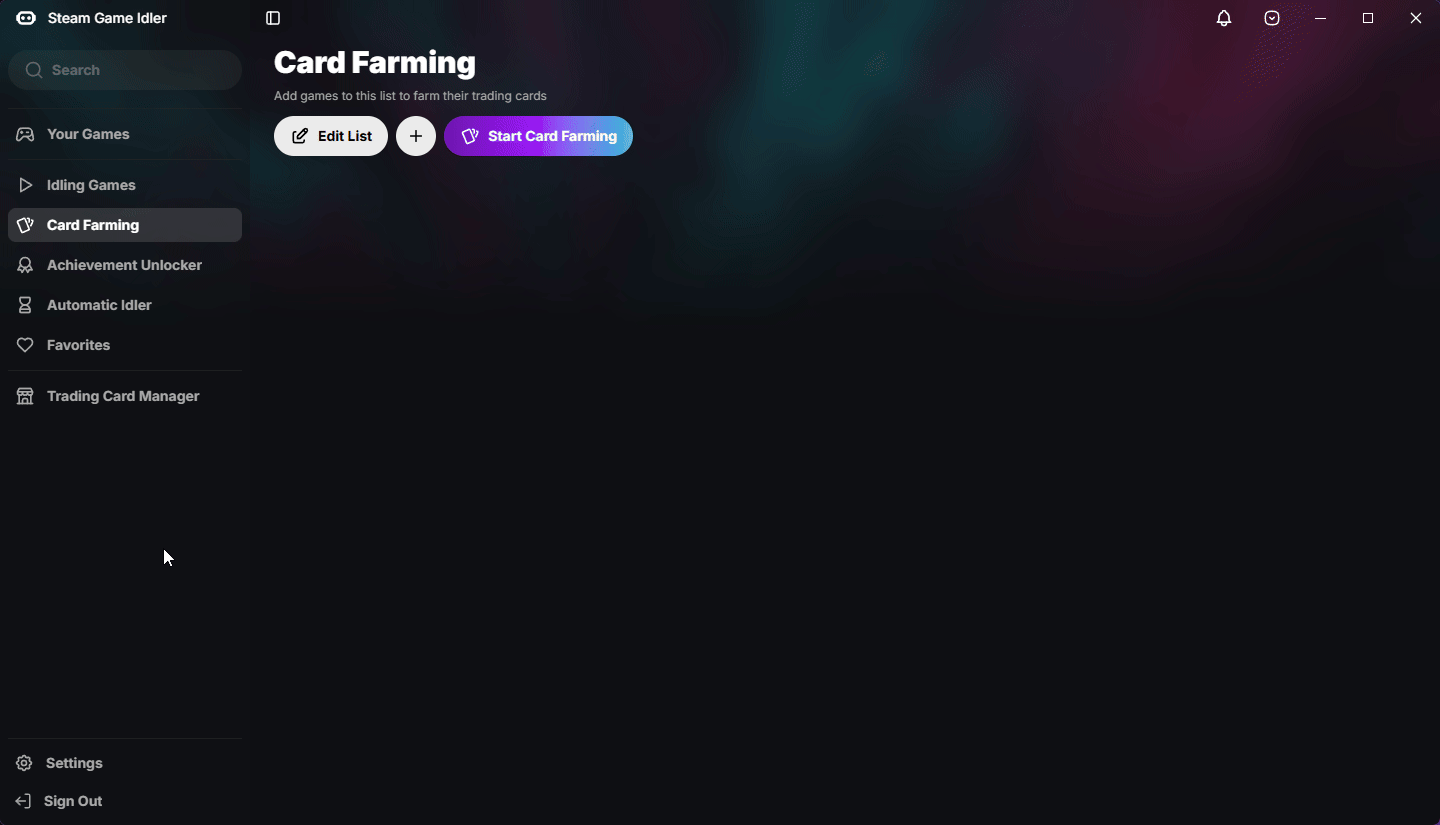 Steam Game Idler
Search
Your Games
Idling Games
Card Farming
Achievement Unlocker
Automatic Idler
Favorites
Trading Card Manager
Settings
Sign Out
Card Farming
Add games to this list to farm their trading cards
Edit List
Start Card Farming